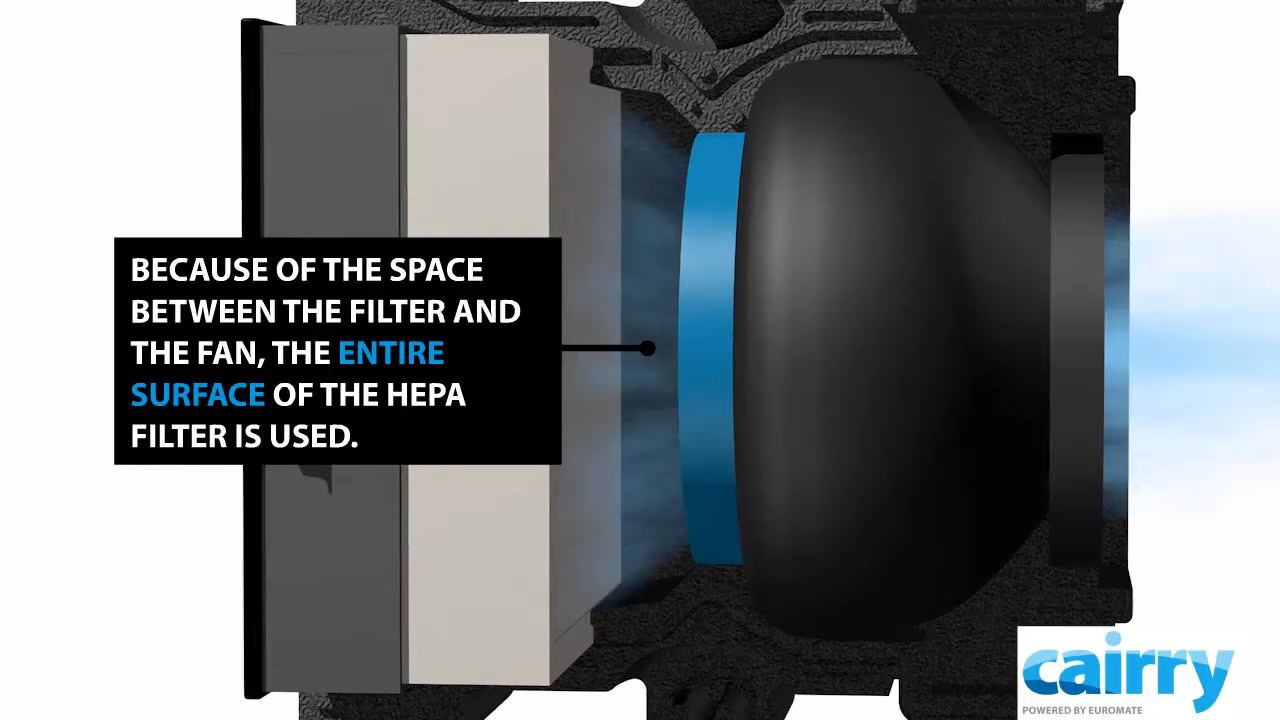 BECAUSE OF THE SPACE
BETWEEN THE FILTER AND
THE FAN, THE ENTIRE
SURFACE OF THE HEPA
FILTER IS USED.
cairry
POWERED BY EUROMATE